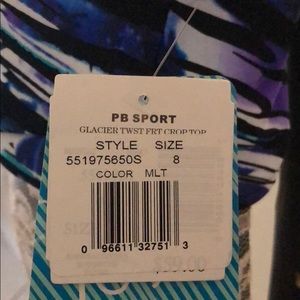 PB SPORT
GLACIER TWST FRT CROP TOP
STYLE SIZE
551975650S 8
COLOR MLT
0 96611 32751 3